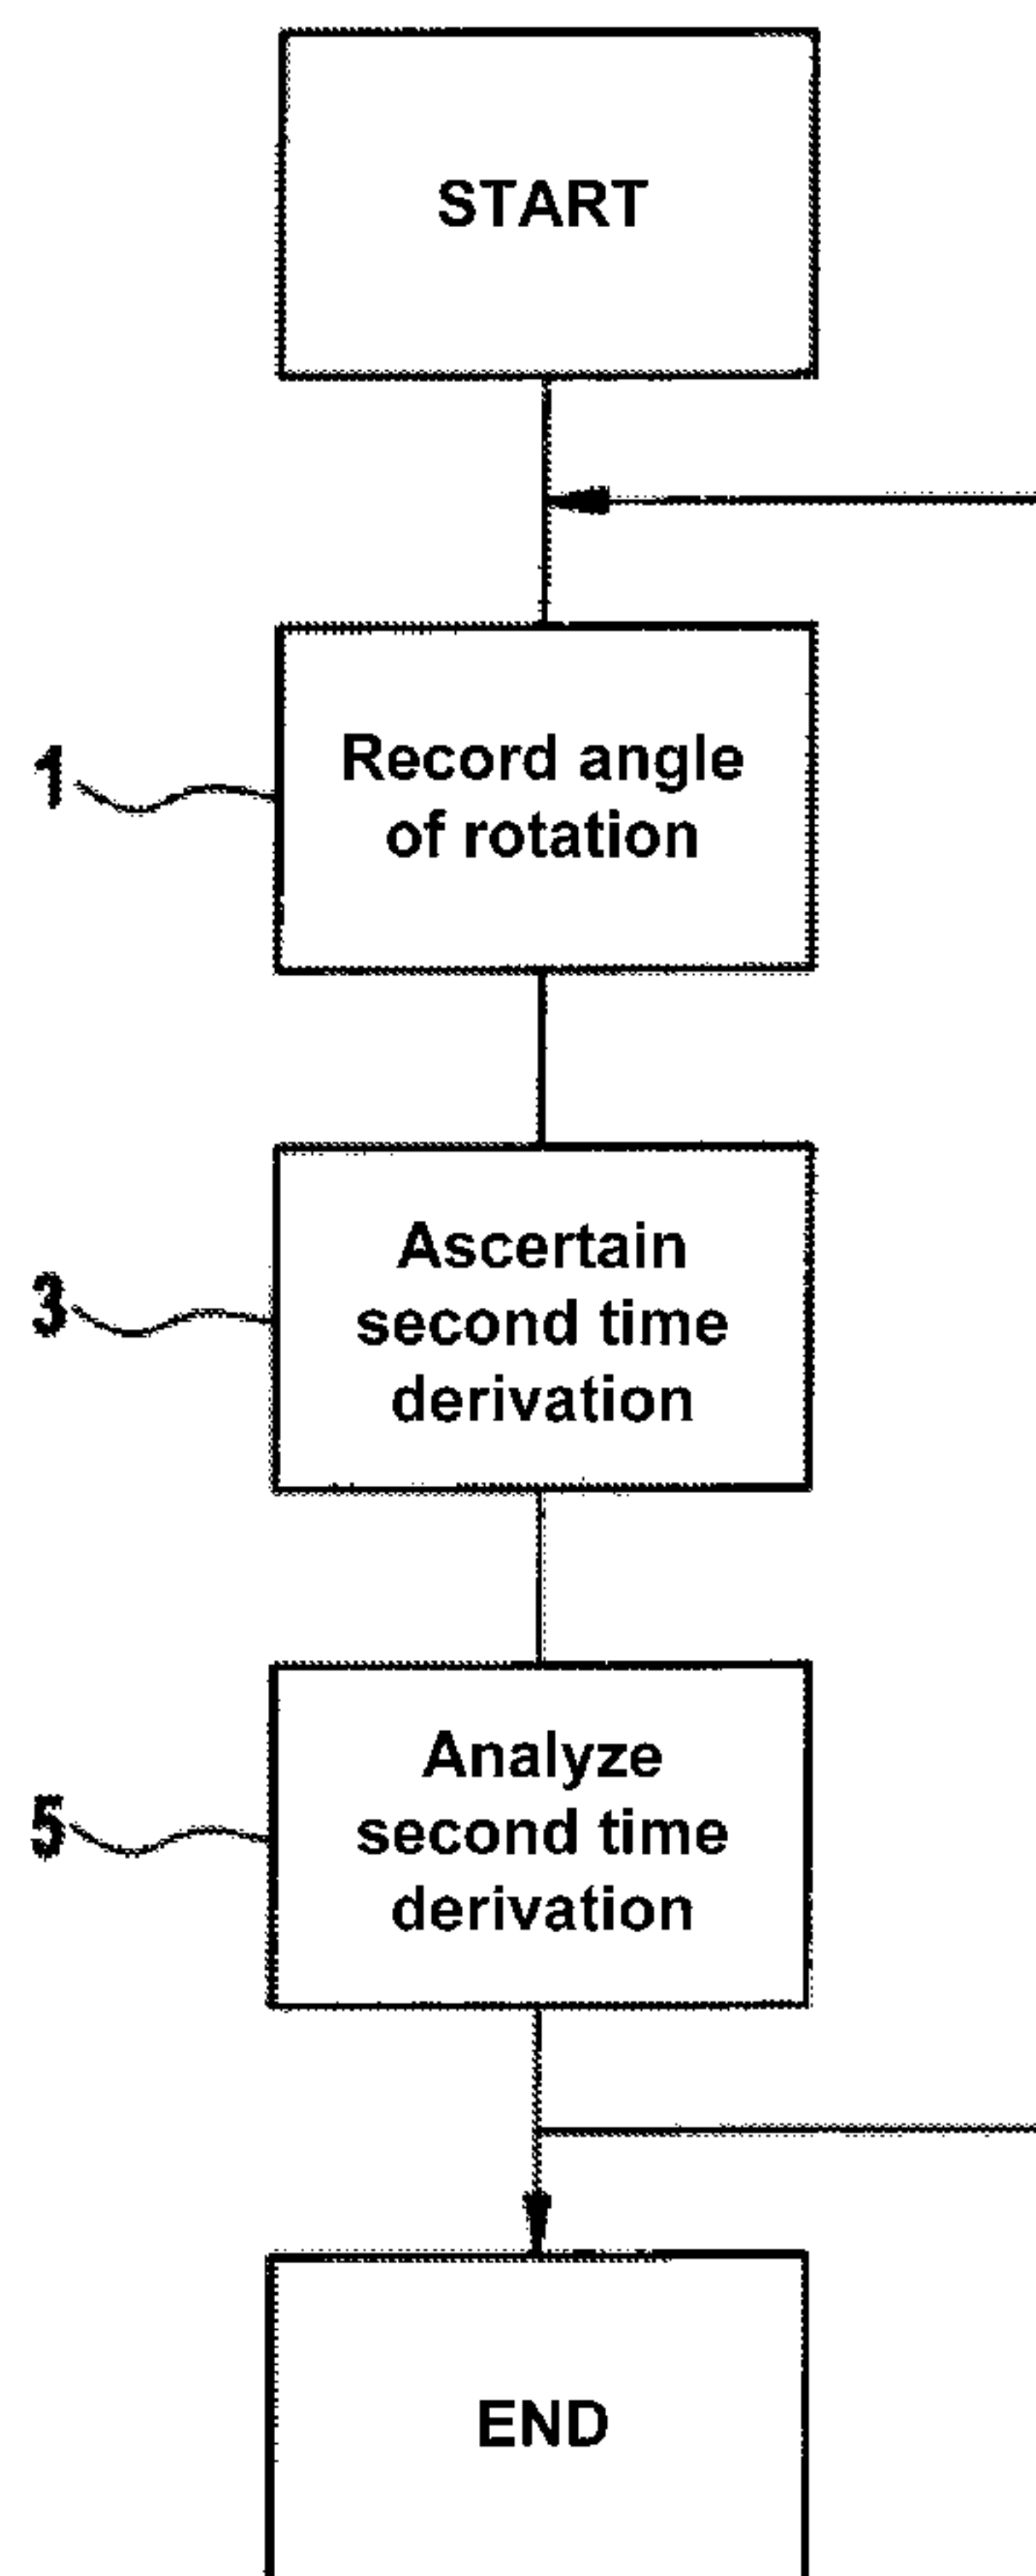 START
1
Record angle
of rotation
3
Ascertain
second time
derivation
5
Analyze
second time
derivation
END